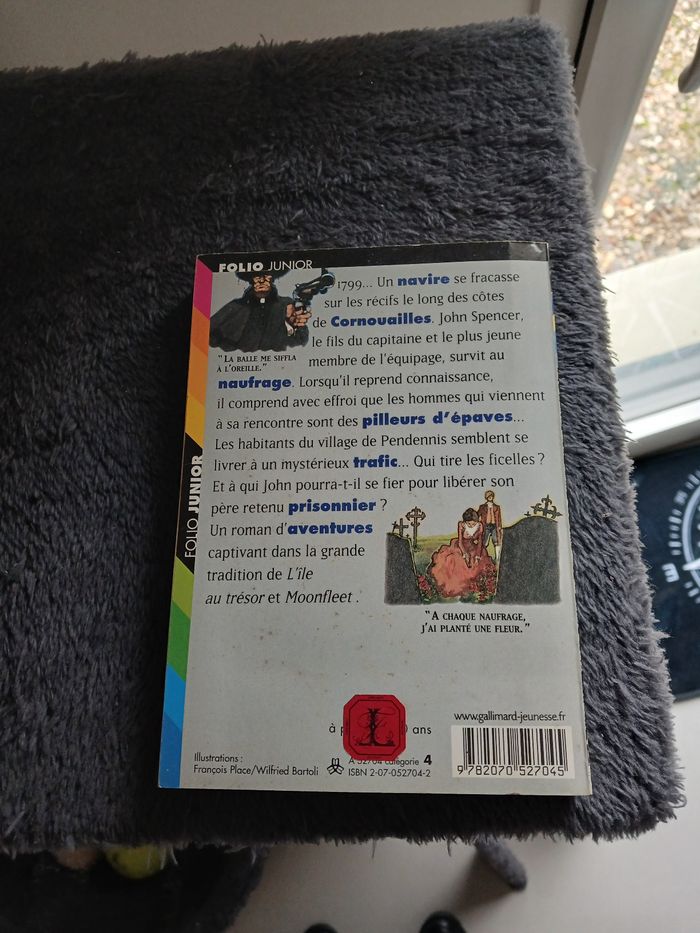 FOLIO JUNIOR
1799... Un navire se fracasse
sur les récifs le long des côtes
de Cornouailles. John Spencer,
le fils du capitaine et le plus jeune
membre de l'équipage, survit au
naufrage. Lorsqu'il reprend connaissance,
il comprend avec effroi que les hommes qui viennent
à sa rencontre sont des pilleurs d'épaves...
Les habitants du village de Pendennis semblent se
livrer à un mystérieux trafic... Qui tire les ficelles ?
Et à qui John pourra-t-il se fier pour libérer son
père retenu prisonnier ?
Un roman d'aventures
captivant dans la grande
tradition de L'île
au trésor et Moonfleet .
"LA BALLE ME SIFFLA
À L'OREILLE."
"A CHAQUE NAUFRAGE,
J'AI PLANTÉ UNE FLEUR."
FOLIO JUNIOR
à ans
www.gallimard-jeunesse.fr
Illustrations :
François Place/Wilfried Bartoli
A 52704 catégorie 4
ISBN 2-07-052704-2
9 782070 527045